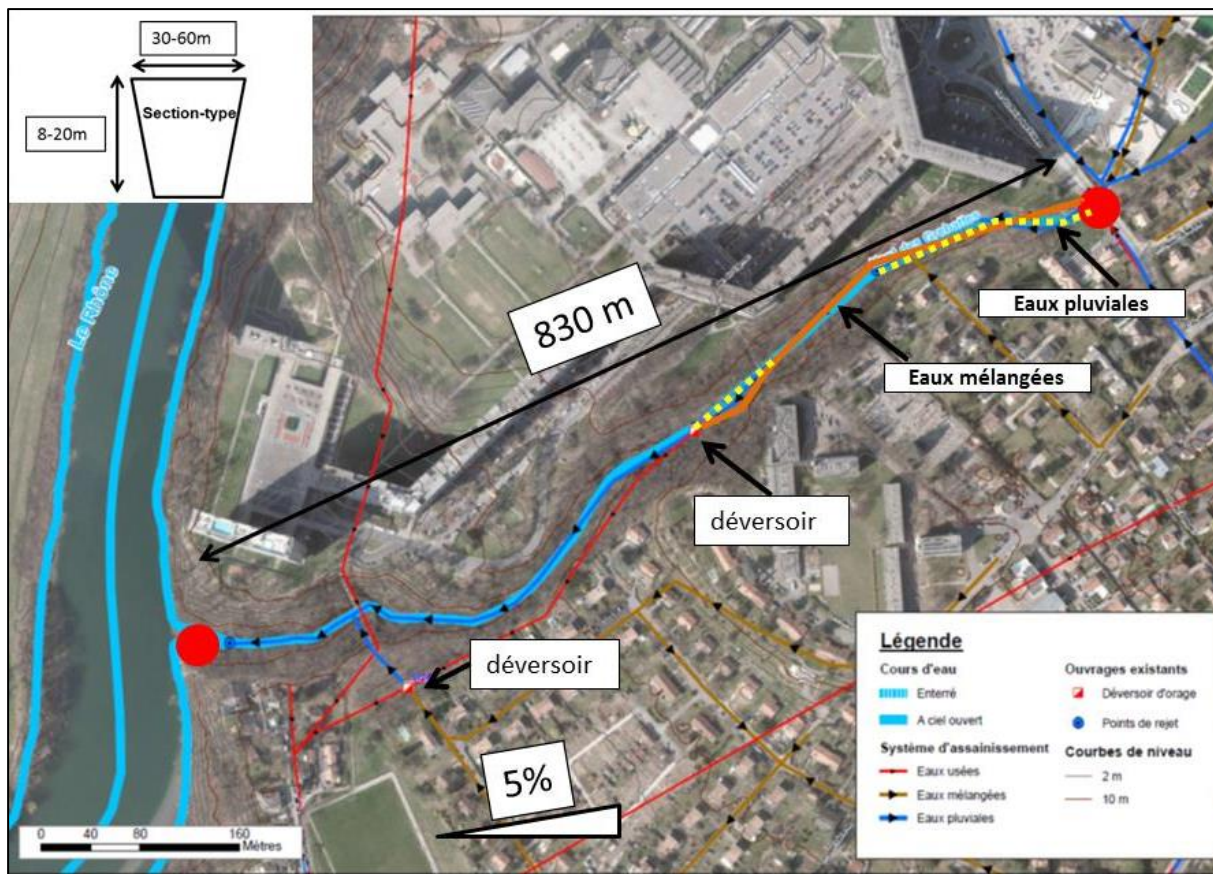 30-60m
8-20m
Section-type
Le Rhône
830 m
Eaux pluviales
Eaux mélangées
déversoir
déversoir
5%
0 40 80 160
Mètres
Légende
Cours d'eau
Enterré
A ciel ouvert
Système d'assainissement
Eaux usées
Eaux mélangées
Eaux pluviales
Ouvrages existants
Déversoir d'orage
Points de rejet
Courbes de niveau
2 m
10 m